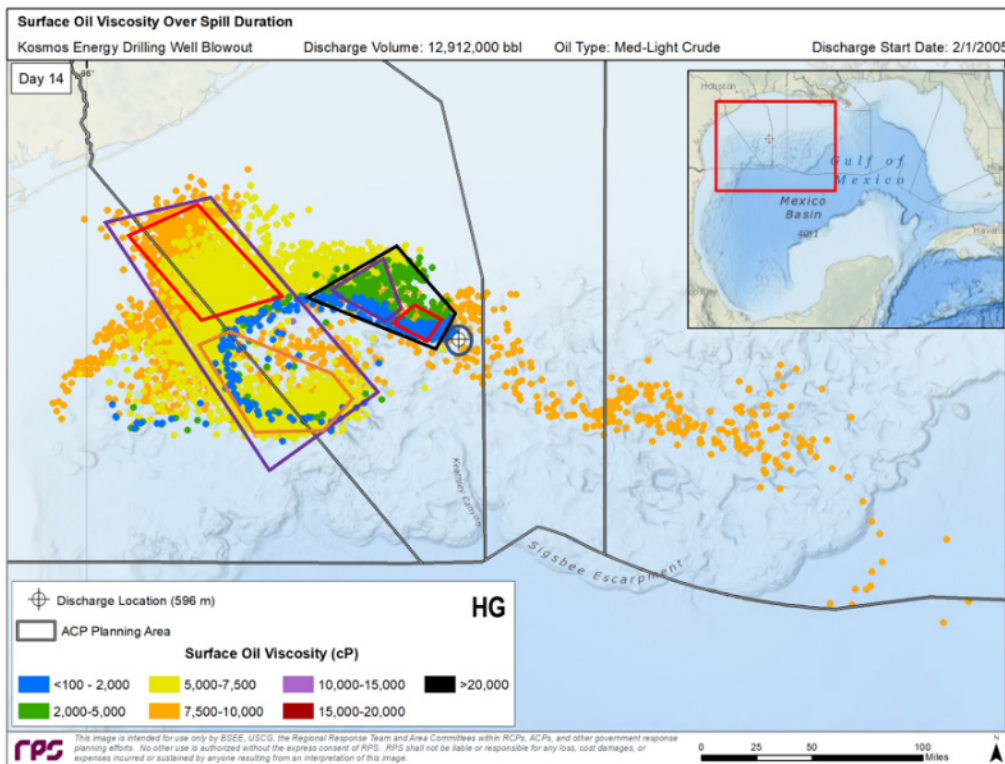 Surface Oil Viscosity Over Spill Duration
Kosmos Energy Drilling Well Blowout Discharge Volume: 12,912,000 bbl Oil Type: Med-Light Crude Discharge Start Date: 2/1/2005
Day 14
96°
Houston
Gulf of
Mexico
Mexico
Basin
Havana
Keathley Canyon
Sigsbee Escarpment
Discharge Location (596 m)
HG
ACP Planning Area
Surface Oil Viscosity (cP)
<100 - 2,000 5,000-7,500 10,000-15,000 >20,000
2,000-5,000 7,500-10,000 15,000-20,000
RPS
This image is intended for use only by BSEE, USCG, the Regional Response Team and Area Committees within RCPs, ACPs, and other government response
planning efforts. No other use is authorized without the express consent of RPS. RPS shall not be liable or responsible for any loss, cost damages, or
expenses incurred or sustained by anyone resulting from an interpretation of this image.
0 25 50 100
Miles
N